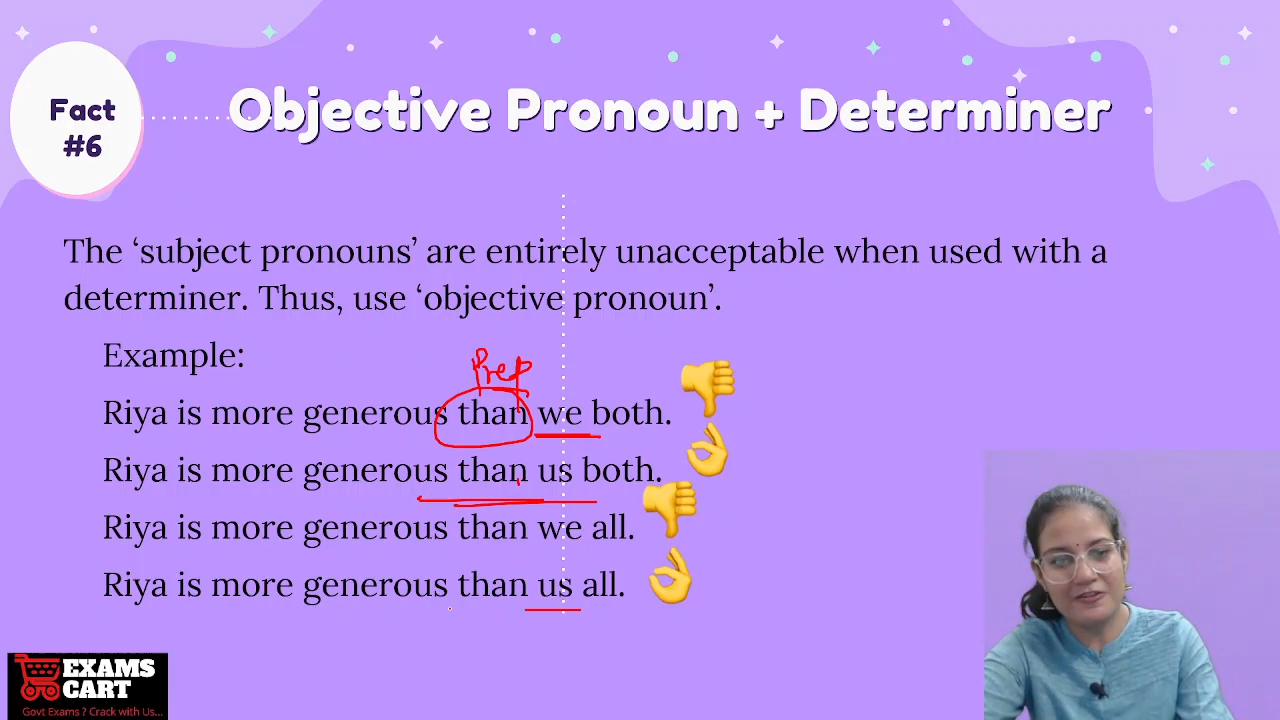 Fact
#6
Objective Pronoun + Determiner
The ‘subject pronouns’ are entirely unacceptable when used with a
determiner. Thus, use ‘objective pronoun’.
Example:
Prep
Riya is more generous than we both.
Riya is more generous than us both.
Riya is more generous than we all.
Riya is more generous than us all.
EXAMS
CART
Govt Exams ? Crack with Us...